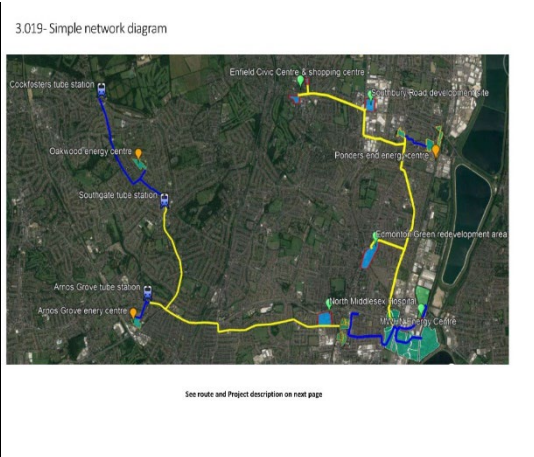 3.019- Simple network diagram
Enfield Civic Centre & shopping centre
Cockfosters tube station
Southbury Road development site
Oakwood energy centre
Ponders end energy centre
Southgate tube station
Edmonton Green redevelopment area
Arnos Grove tube station
North Middlesex Hospital
Arnos Grove enery centre
Energy Centre
See route and Project description on next page